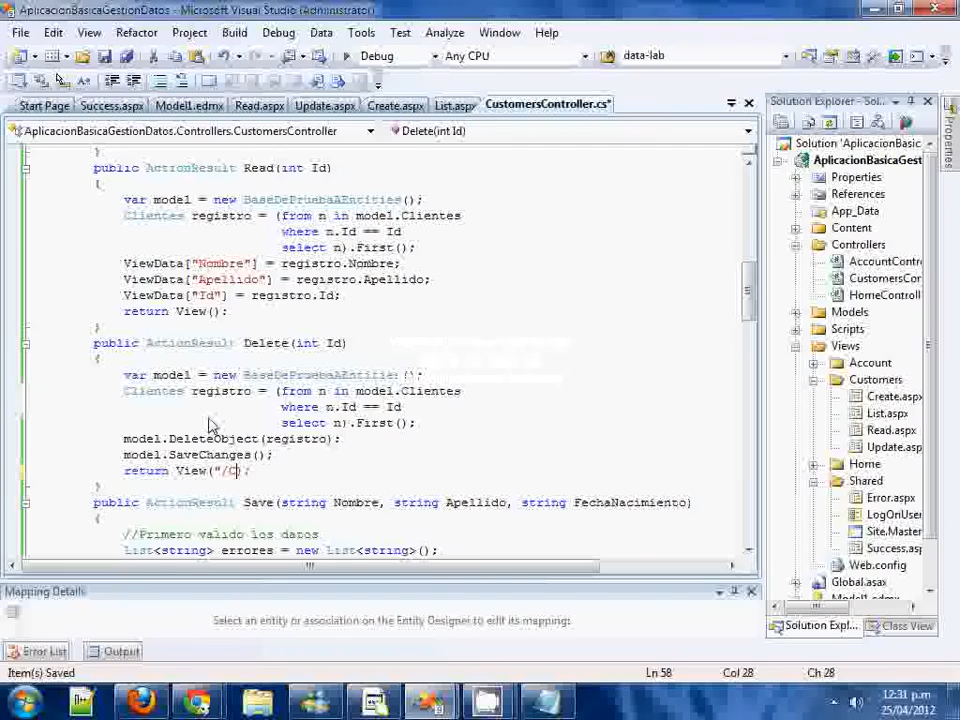 AplicacionBasicaGestionDatos - Microsoft Visual Studio (Administrator)
File Edit View Refactor Project Build Debug Data Tools Test Analyze Window Help
Debug Any CPU data-lab
Start Page Success.aspx Model1.edmx Read.aspx Update.aspx Create.aspx List.aspx CustomersController.cs*
AplicacionBasicaGestionDatos.Controllers.CustomersController Delete(int Id)
}
public ActionResult Read(int Id)
{
var model = new BaseDePruebaAEntities();
Clientes registro = (from n in model.Clientes
where n.Id == Id
select n).First();
ViewData["Nombre"] = registro.Nombre;
ViewData["Apellido"] = registro.Apellido;
ViewData["Id"] = registro.Id;
return View();
}
public ActionResult Delete(int Id)
{
var model = new BaseDePruebaAEntities();
Clientes registro = (from n in model.Clientes
where n.Id == Id
select n).First();
model.DeleteObject(registro);
model.SaveChanges();
return View("/C);
}
public ActionResult Save(string Nombre, string Apellido, string FechaNacimiento)
{
//Primero valido los datos
List<string> errores = new List<string>();
Solution Explorer - Sol...
Solution 'AplicacionBasic
AplicacionBasicaGest
Properties
References
App_Data
Content
Controllers
AccountContr
CustomersCo
HomeControll
Models
Scripts
Views
Account
Customers
Create.aspx
List.aspx
Read.aspx
Update.aspx
Home
Shared
Error.aspx
LogOnUser
Site.Master
Success.asp
Web.config
Global.asax
Model1.edmx
Solution Expl... Class View
Properties
Mapping Details
Select an entity or association on the Entity Designer to edit its mappings
Error List Output
Item(s) Saved Ln 58 Col 28 Ch 28
12:31 p.m.
25/04/2012